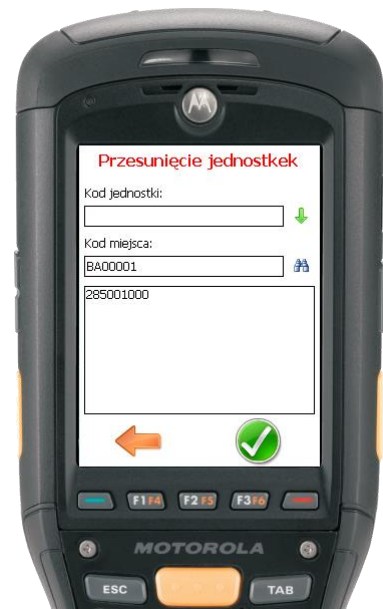 Przesunięcie jednostkek
Kod jednostki:
Kod miejsca:
BA00001
285001000
F1 F4 F2 F5 F3 F6
MOTOROLA
ESC TAB